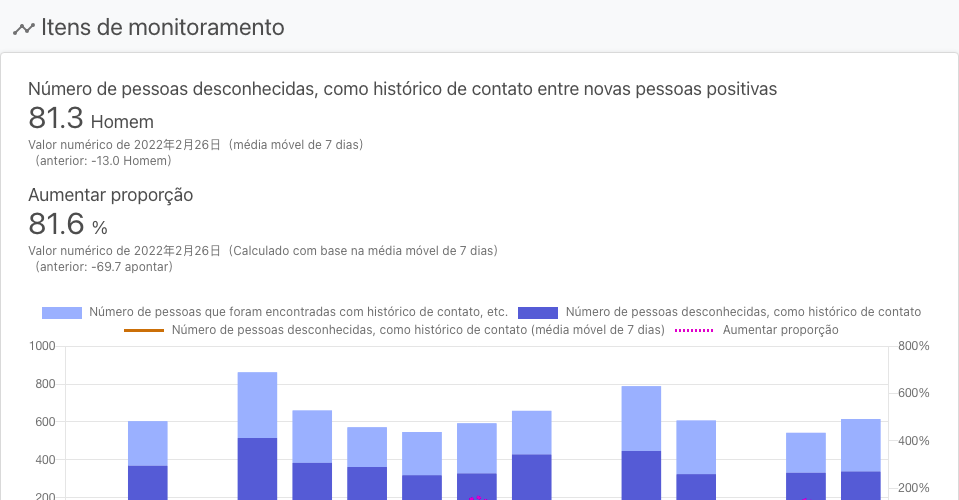 Itens de monitoramento
Número de pessoas desconhecidas, como histórico de contato entre novas pessoas positivas
81.3 Homem
Valor numérico de 2022年2月26日（média móvel de 7 dias)
（anterior: -13.0 Homem)
Aumentar proporção
81.6 %
Valor numérico de 2022年2月26日（Calculado com base na média móvel de 7 dias)
（anterior: -69.7 apontar)
Número de pessoas que foram encontradas com histórico de contato, etc. Número de pessoas desconhecidas, como histórico de contato
Número de pessoas desconhecidas, como histórico de contato (média móvel de 7 dias) Aumentar proporção
1000 800%
800
600%
600
400%
400
200%
200